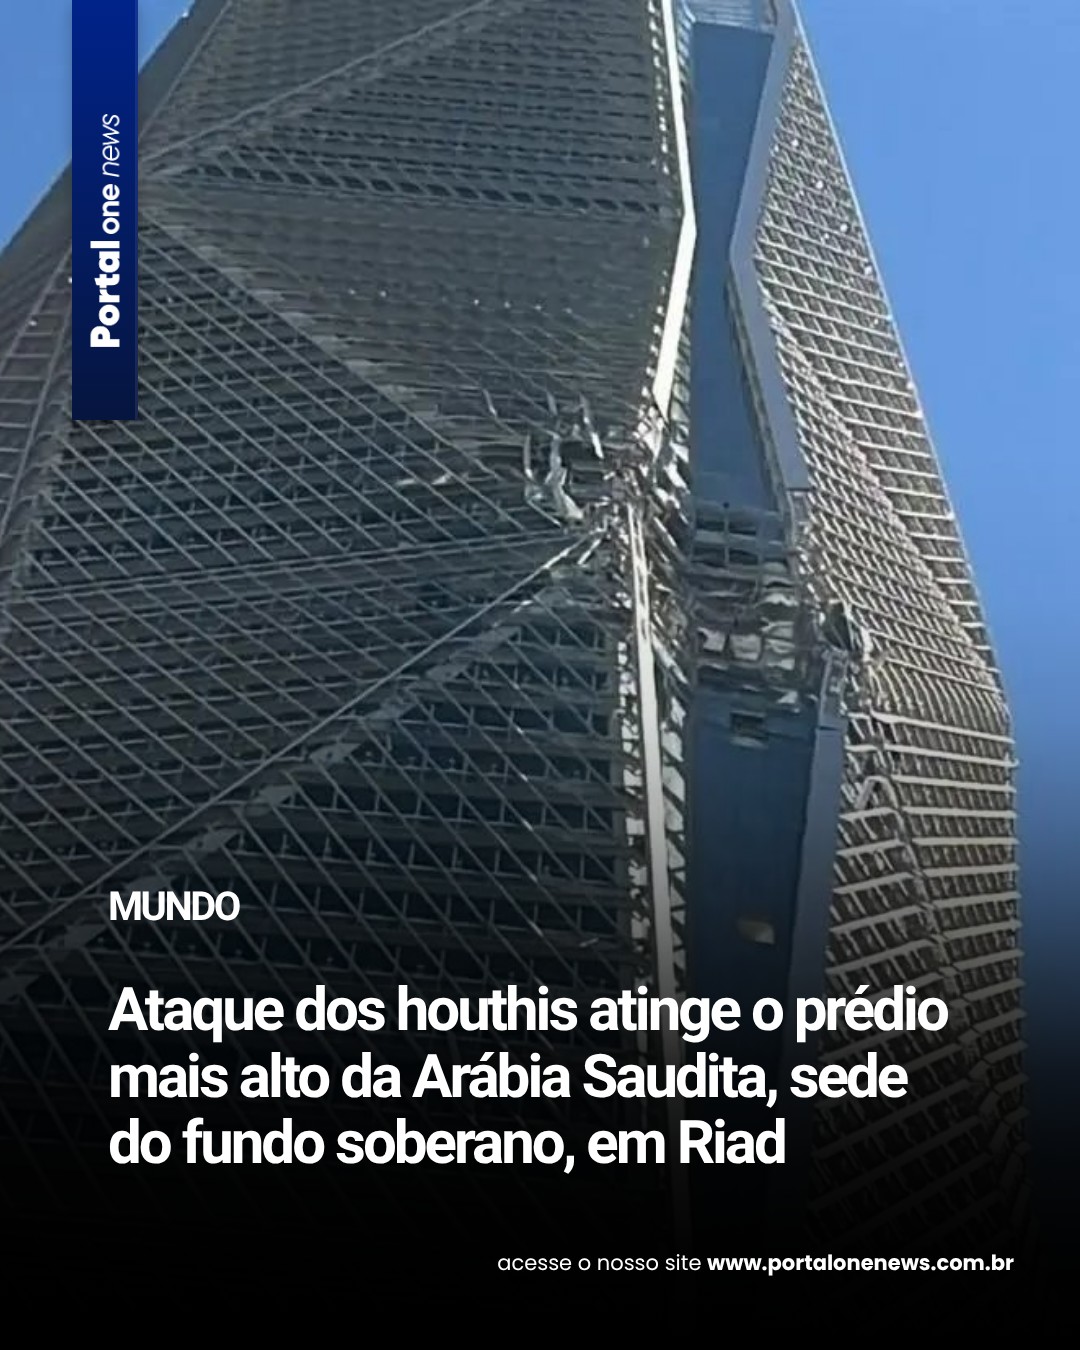 Portal one news
MUNDO
Ataque dos houthis atinge o prédio
mais alto da Arábia Saudita, sede
do fundo soberano, em Riad
acesse o nosso site www.portalonenews.com.br